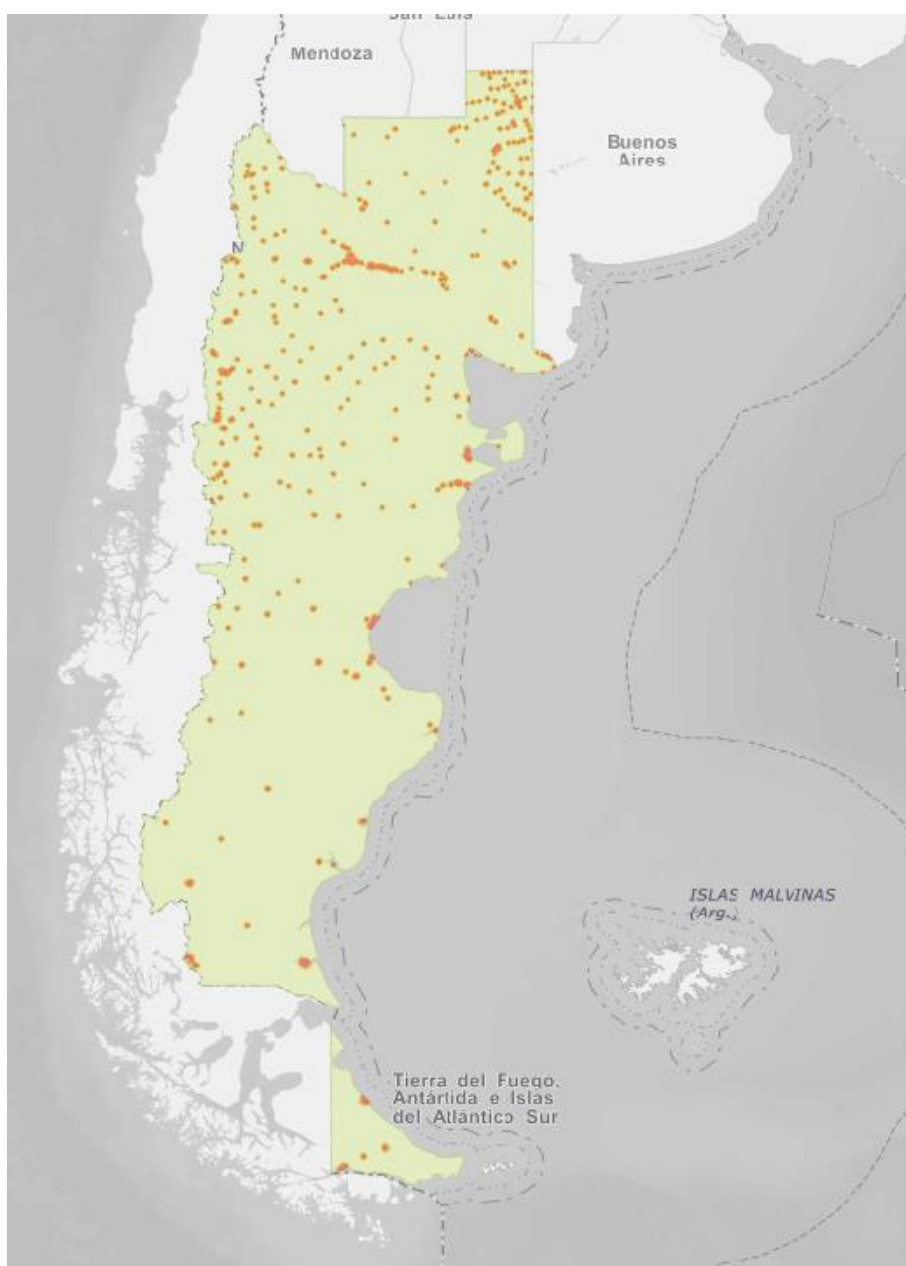 Mendoza
Buenos
Aires
N
ISLAS MALVINAS
(Arg.)
Tierra del Fuego,
Antártida e Islas
del Atlántico Sur